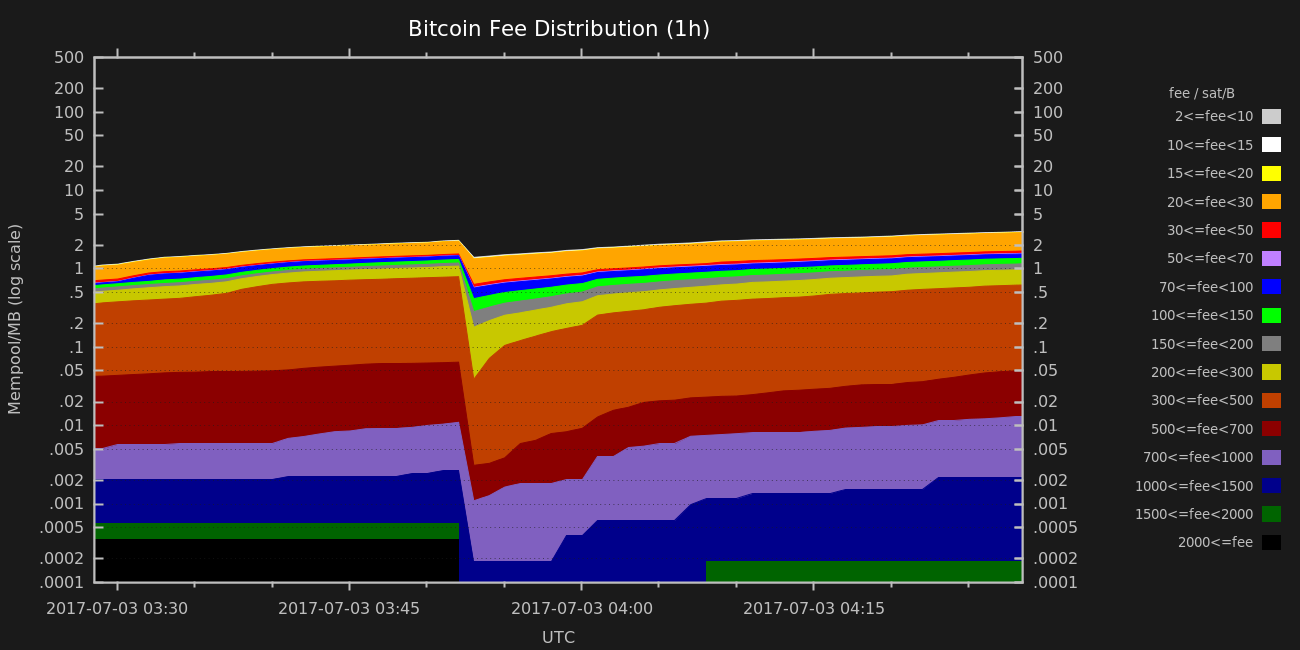 Bitcoin Fee Distribution (1h)
500 500
200 200
100 100
50 50
20 20
10 10
5 5
2 2
1 1
.5 .5
.2 .2
.1 .1
.05 .05
.02 .02
.01 .01
.005 .005
.002 .002
.001 .001
.0005 .0005
.0002 .0002
.0001 .0001
Mempool/MB (log scale)
2017-07-03 03:30 2017-07-03 03:45 2017-07-03 04:00 2017-07-03 04:15
UTC
fee / sat/B
2<=fee<10
10<=fee<15
15<=fee<20
20<=fee<30
30<=fee<50
50<=fee<70
70<=fee<100
100<=fee<150
150<=fee<200
200<=fee<300
300<=fee<500
500<=fee<700
700<=fee<1000
1000<=fee<1500
1500<=fee<2000
2000<=fee